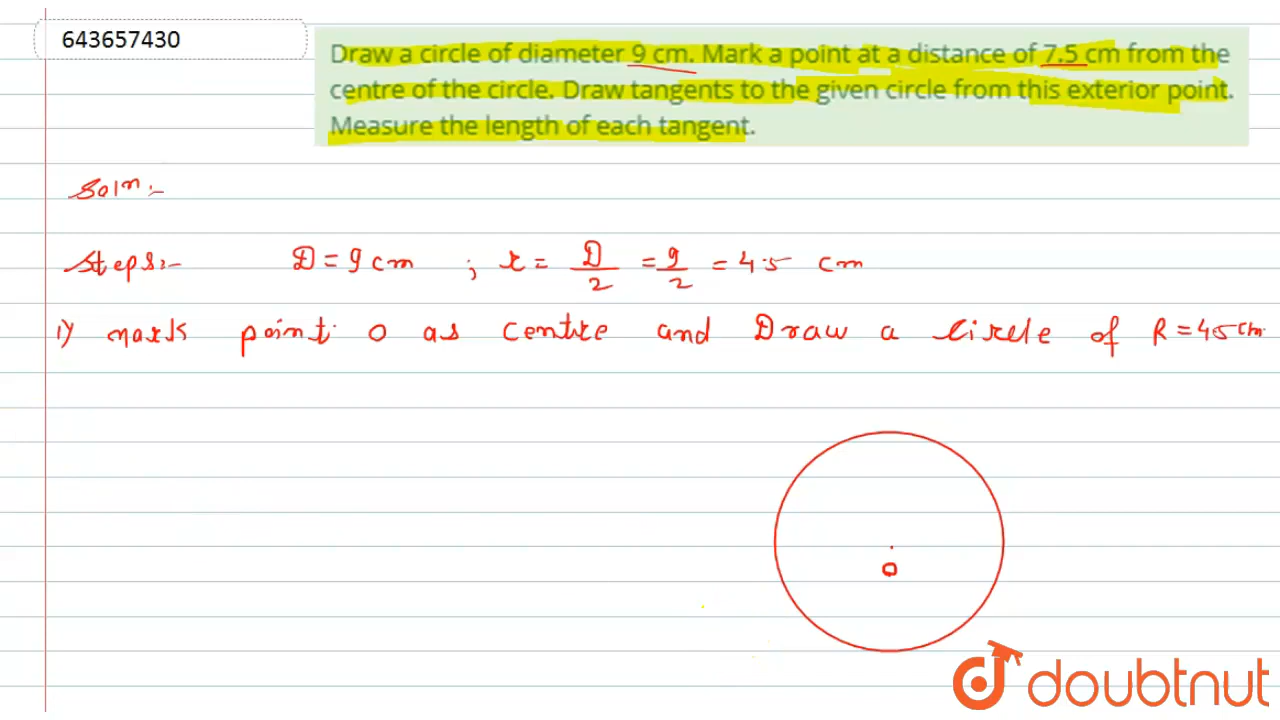 643657430
Draw a circle of diameter 9 cm. Mark a point at a distance of 7.5 cm from the
centre of the circle. Draw tangents to the given circle from this exterior point.
Measure the length of each tangent.
Soln:-
Steps:- D = 9 cm ; r = D/2 = 9/2 = 4.5 cm
1) mark point O as centre and Draw a circle of R = 4.5 cm.
O
doubtnut